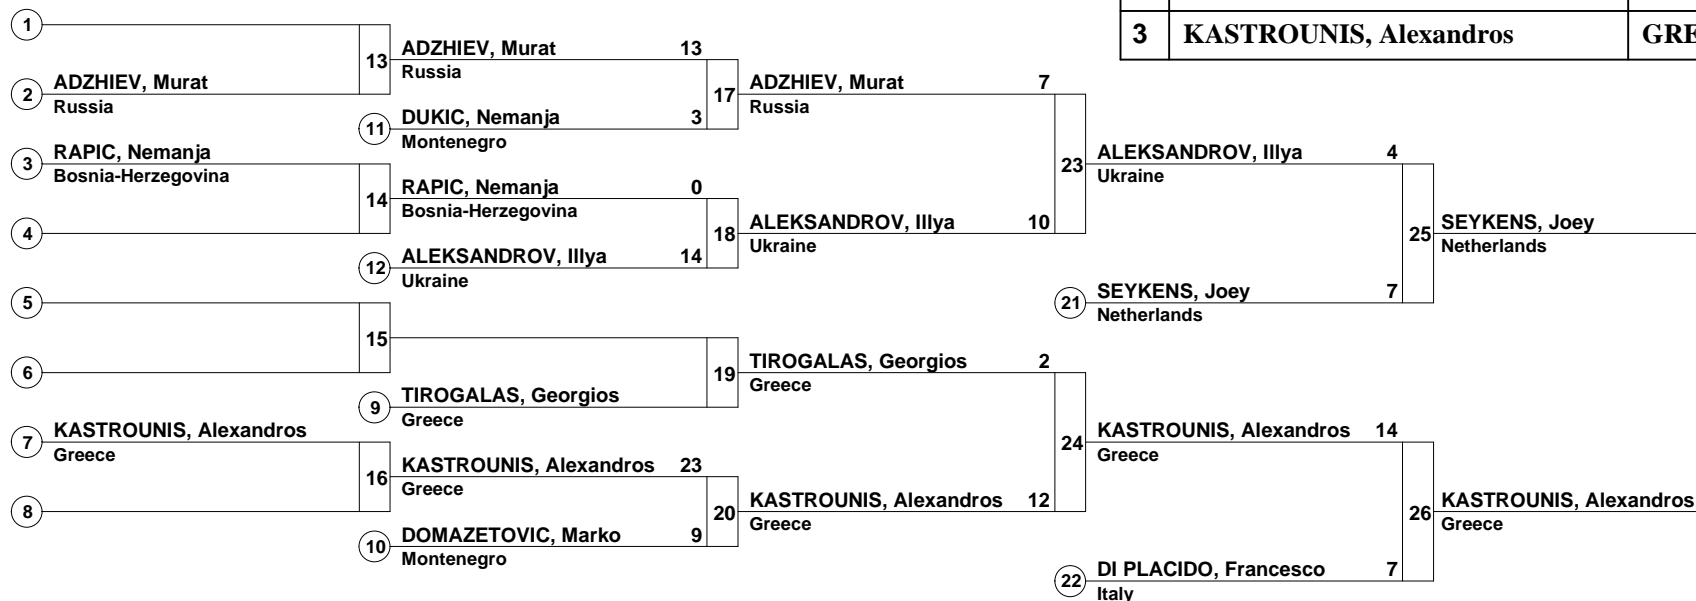 3 KASTROUNIS, Alexandros GRE
1
ADZHIEV, Murat 13
13
Russia
2 ADZHIEV, Murat
Russia
17
ADZHIEV, Murat 7
Russia
11 DUKIC, Nemanja 3
Montenegro
3 RAPIC, Nemanja
Bosnia-Herzegovina
23
ALEKSANDROV, Illya 4
Ukraine
14
RAPIC, Nemanja 0
Bosnia-Herzegovina
4
18
ALEKSANDROV, Illya 10
Ukraine
25
SEYKENS, Joey
Netherlands
12 ALEKSANDROV, Illya 14
Ukraine
5
21 SEYKENS, Joey 7
Netherlands
15
6
19
TIROGALAS, Georgios 2
Greece
9 TIROGALAS, Georgios
Greece
7 KASTROUNIS, Alexandros
Greece
24
KASTROUNIS, Alexandros 14
Greece
16
KASTROUNIS, Alexandros 23
Greece
8
20
KASTROUNIS, Alexandros 12
Greece
26
KASTROUNIS, Alexandros
Greece
10 DOMAZETOVIC, Marko 9
Montenegro
22 DI PLACIDO, Francesco 7
Italy